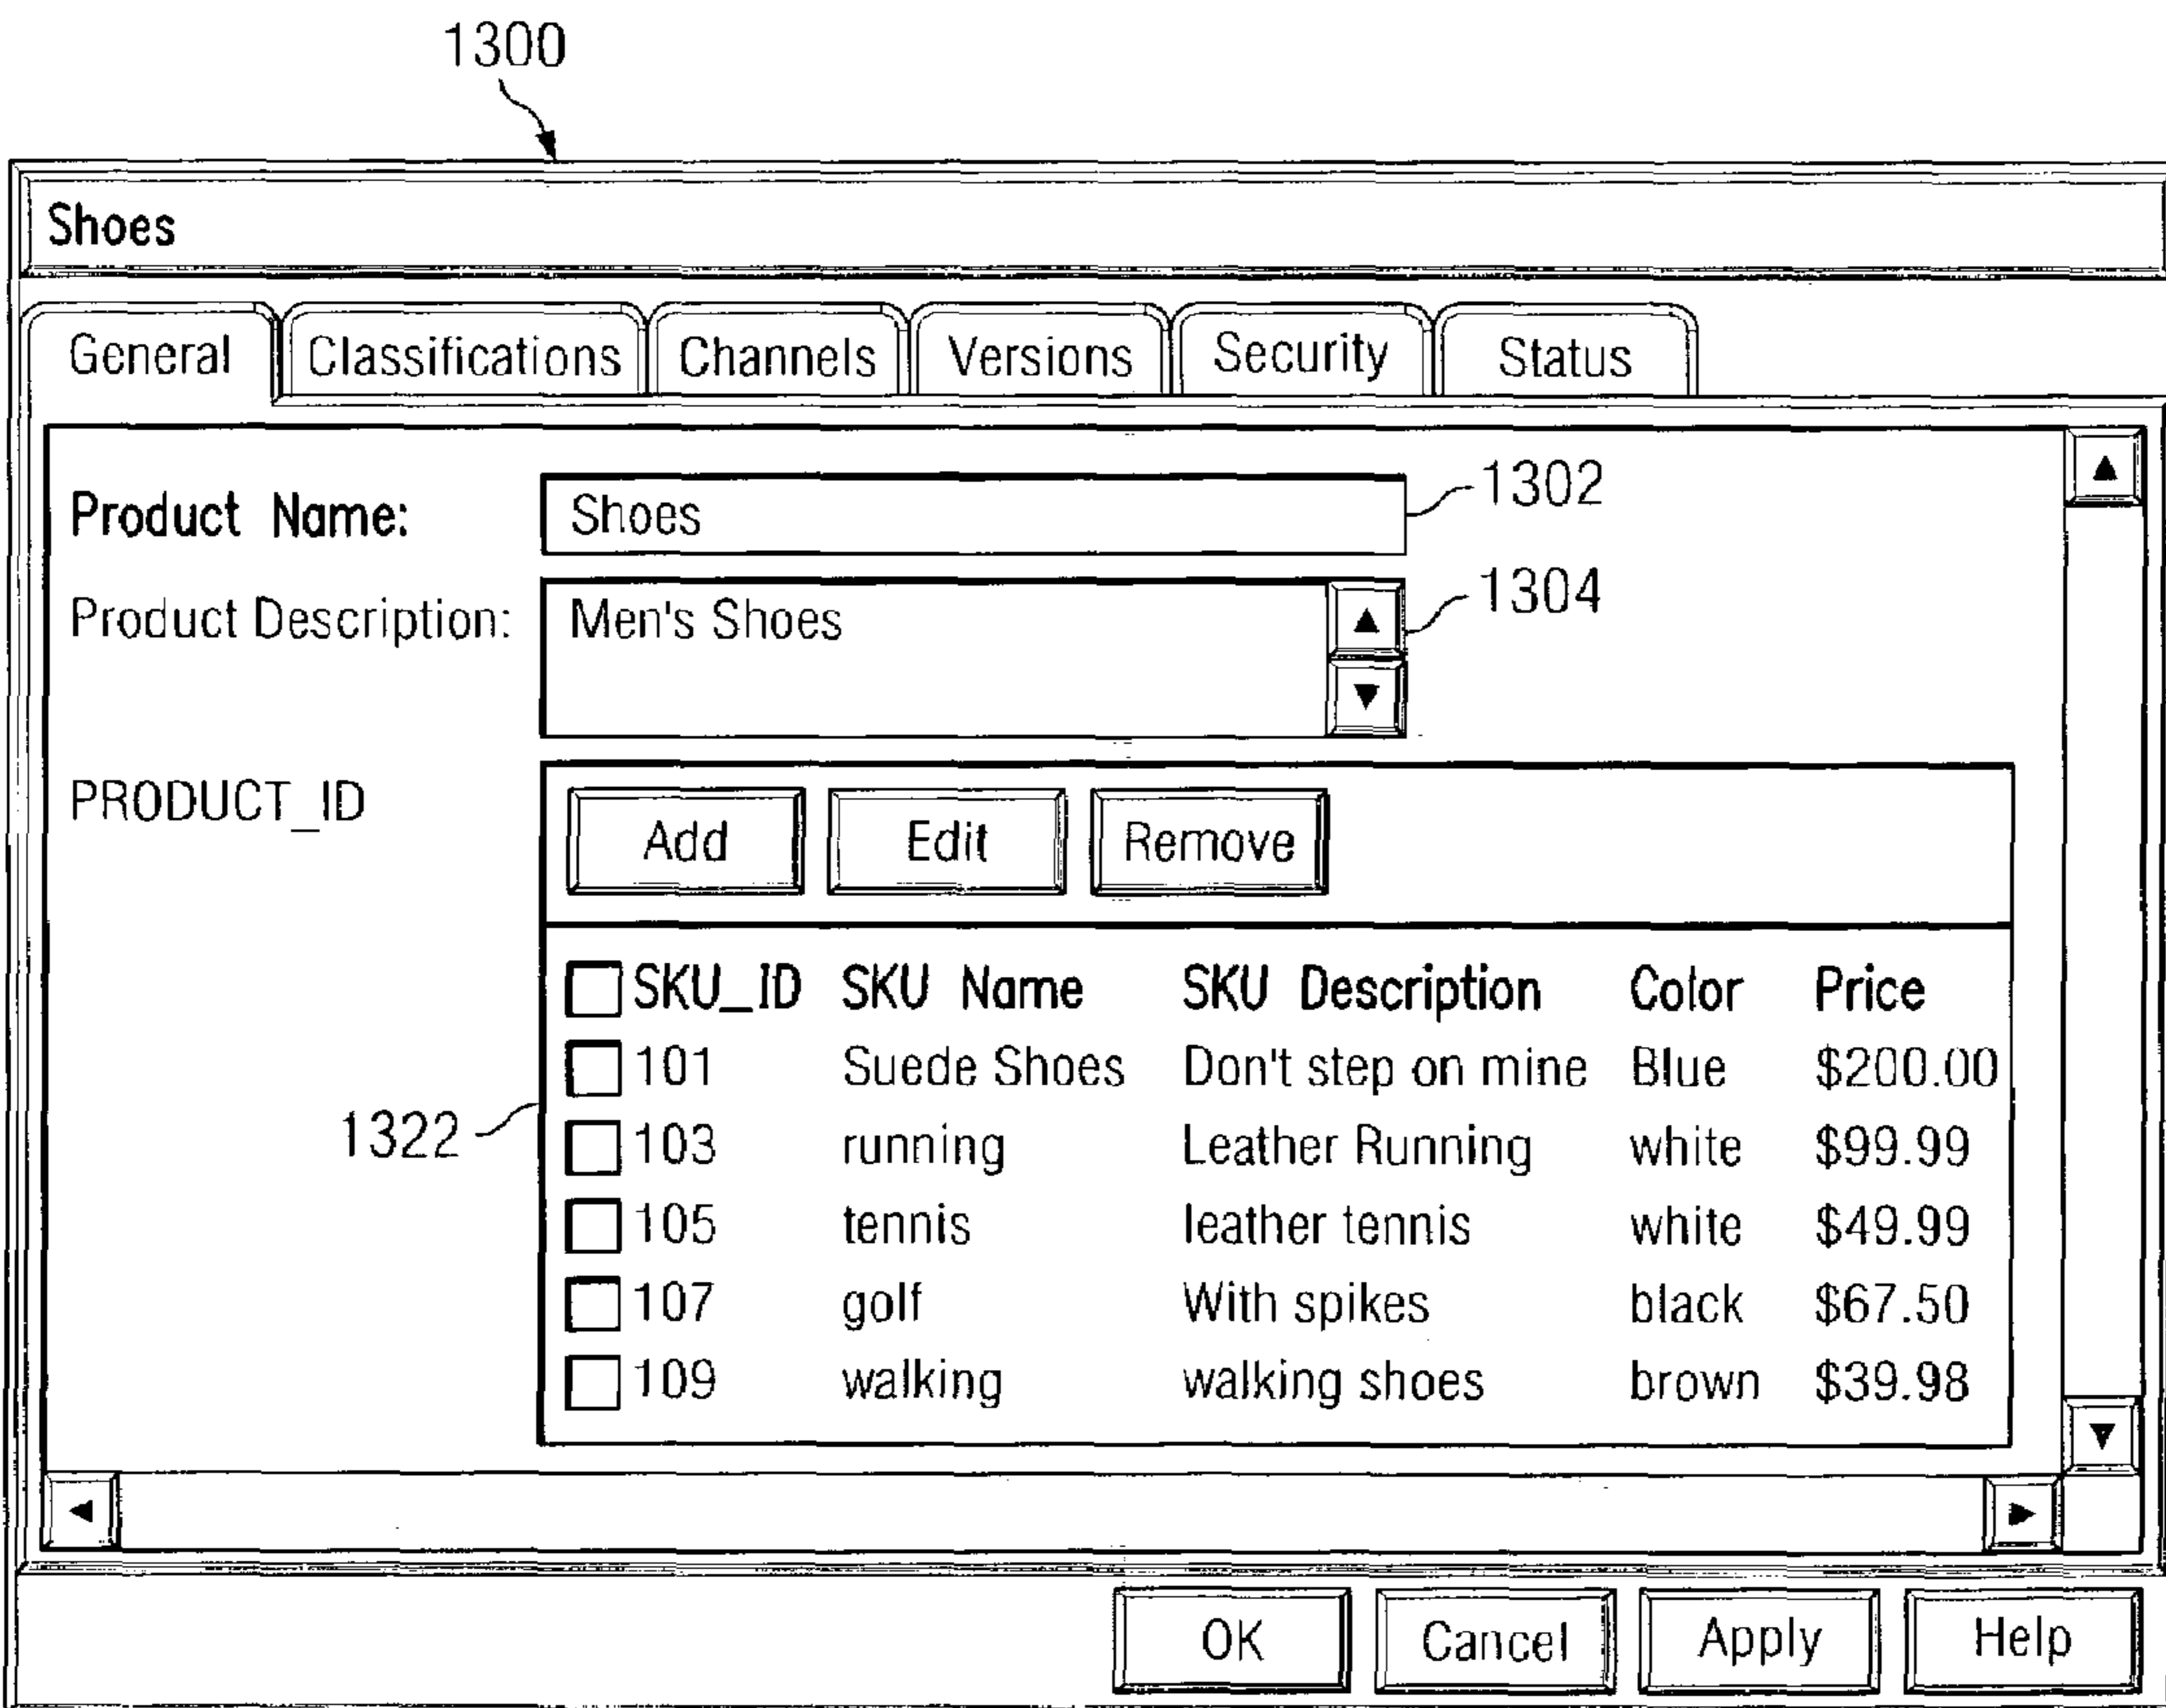 1300
Shoes
General Classifications Channels Versions Security Status
Product Name: Shoes 1302
Product Description: Men's Shoes 1304
PRODUCT_ID
Add Edit Remove
SKU_ID SKU Name SKU Description Color Price
101 Suede Shoes Don't step on mine Blue $200.00
1322
103 running Leather Running white $99.99
105 tennis leather tennis white $49.99
107 golf With spikes black $67.50
109 walking walking shoes brown $39.98
OK Cancel Apply Help